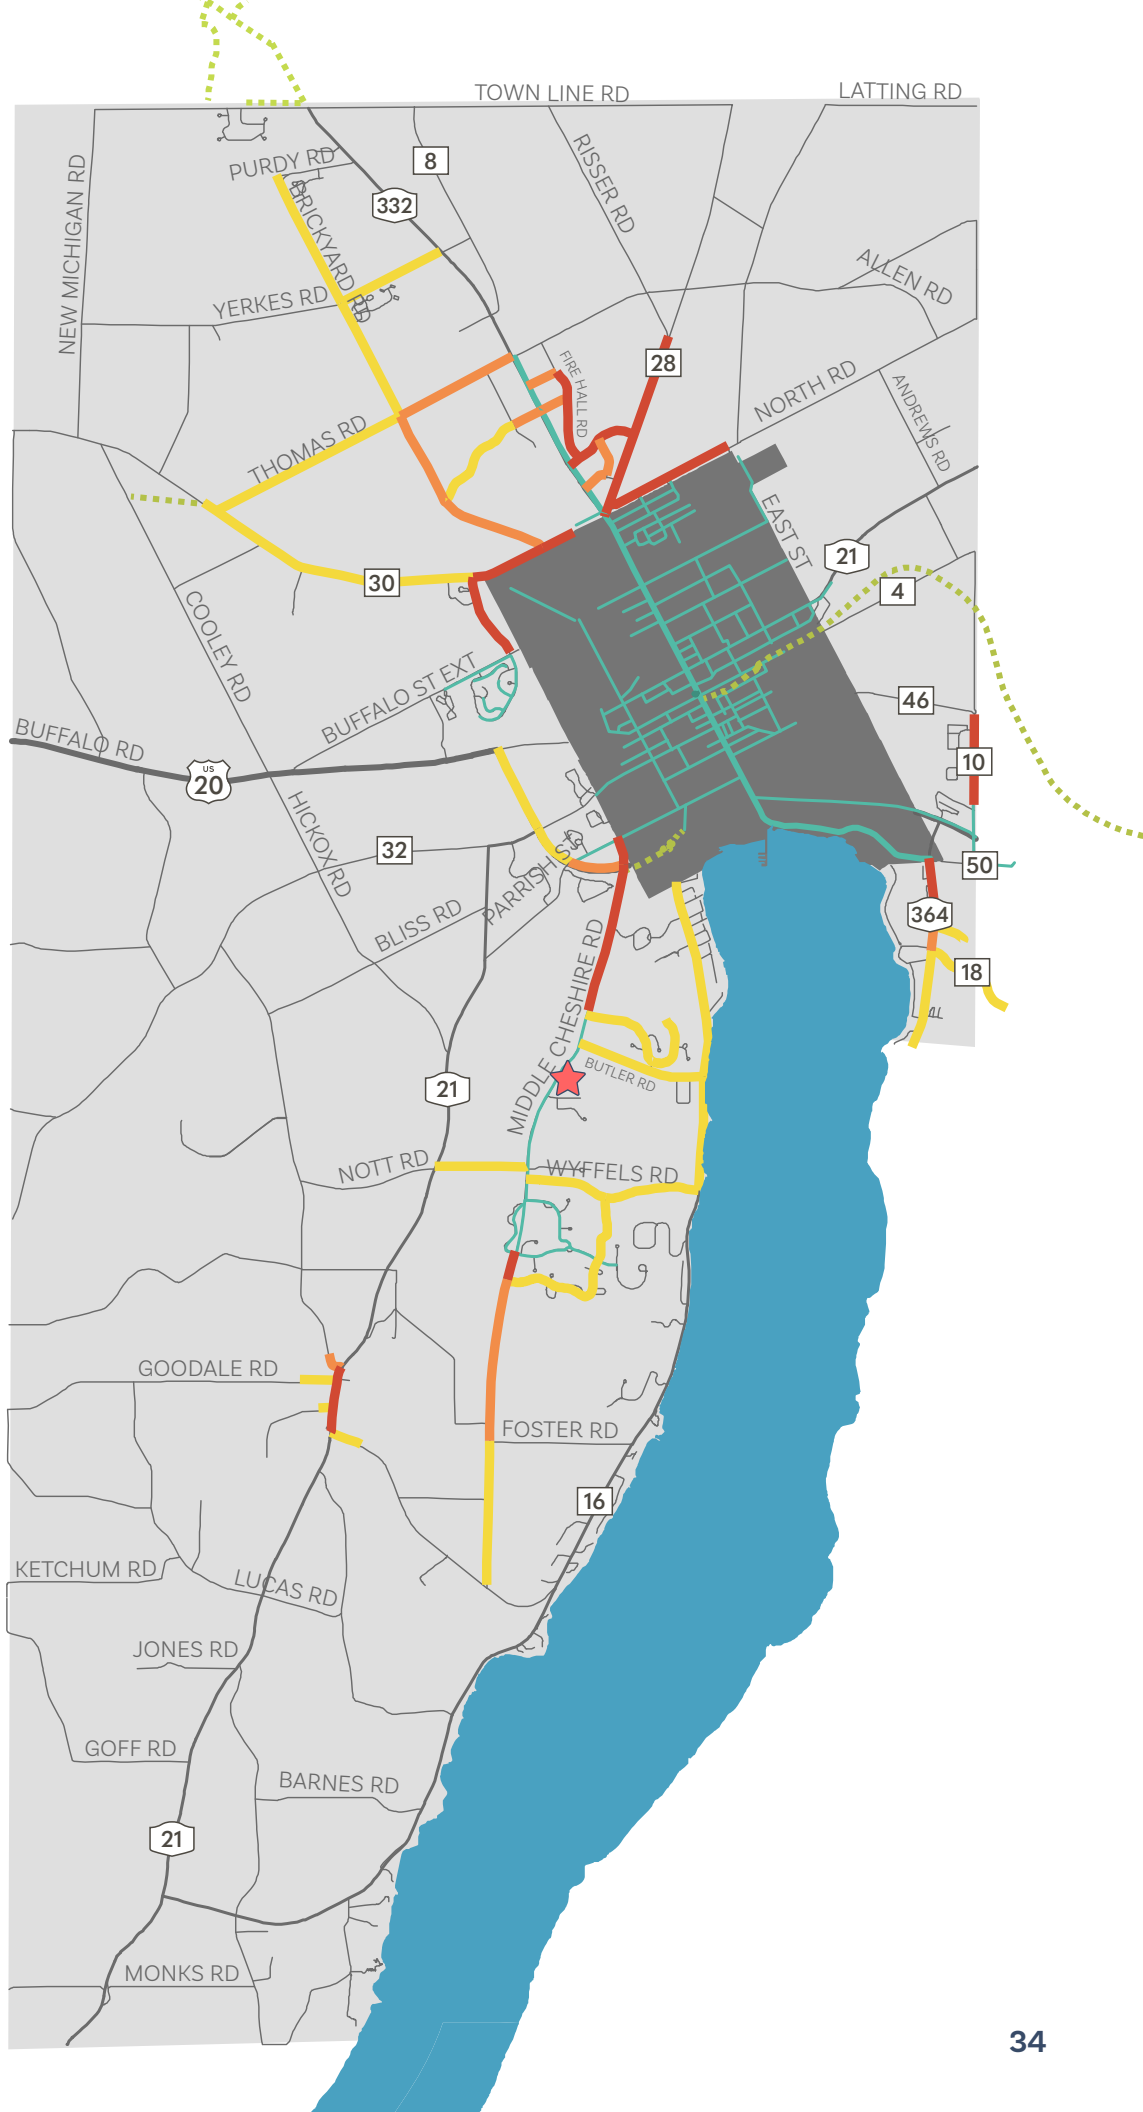 TOWN LINE RD
LATTING RD
8
RISSER RD
PURDY RD
NEW MICHIGAN RD
BRICKYARD RD
332
ALLEN RD
YERKES RD
28
FIRE HALL RD
NORTH RD
ANDREWS RD
THOMAS RD
EAST ST
21
30
4
COOLEY RD
BUFFALO ST EXT
46
BUFFALO RD
US
20
10
HICKOX RD
32
PARRISH ST
50
BLISS RD
364
MIDDLE CHESHIRE RD
18
BUTLER RD
21
NOTT RD
WYFFELS RD
GOODALE RD
FOSTER RD
16
KETCHUM RD
LUCAS RD
JONES RD
GOFF RD
BARNES RD
21
MONKS RD
34